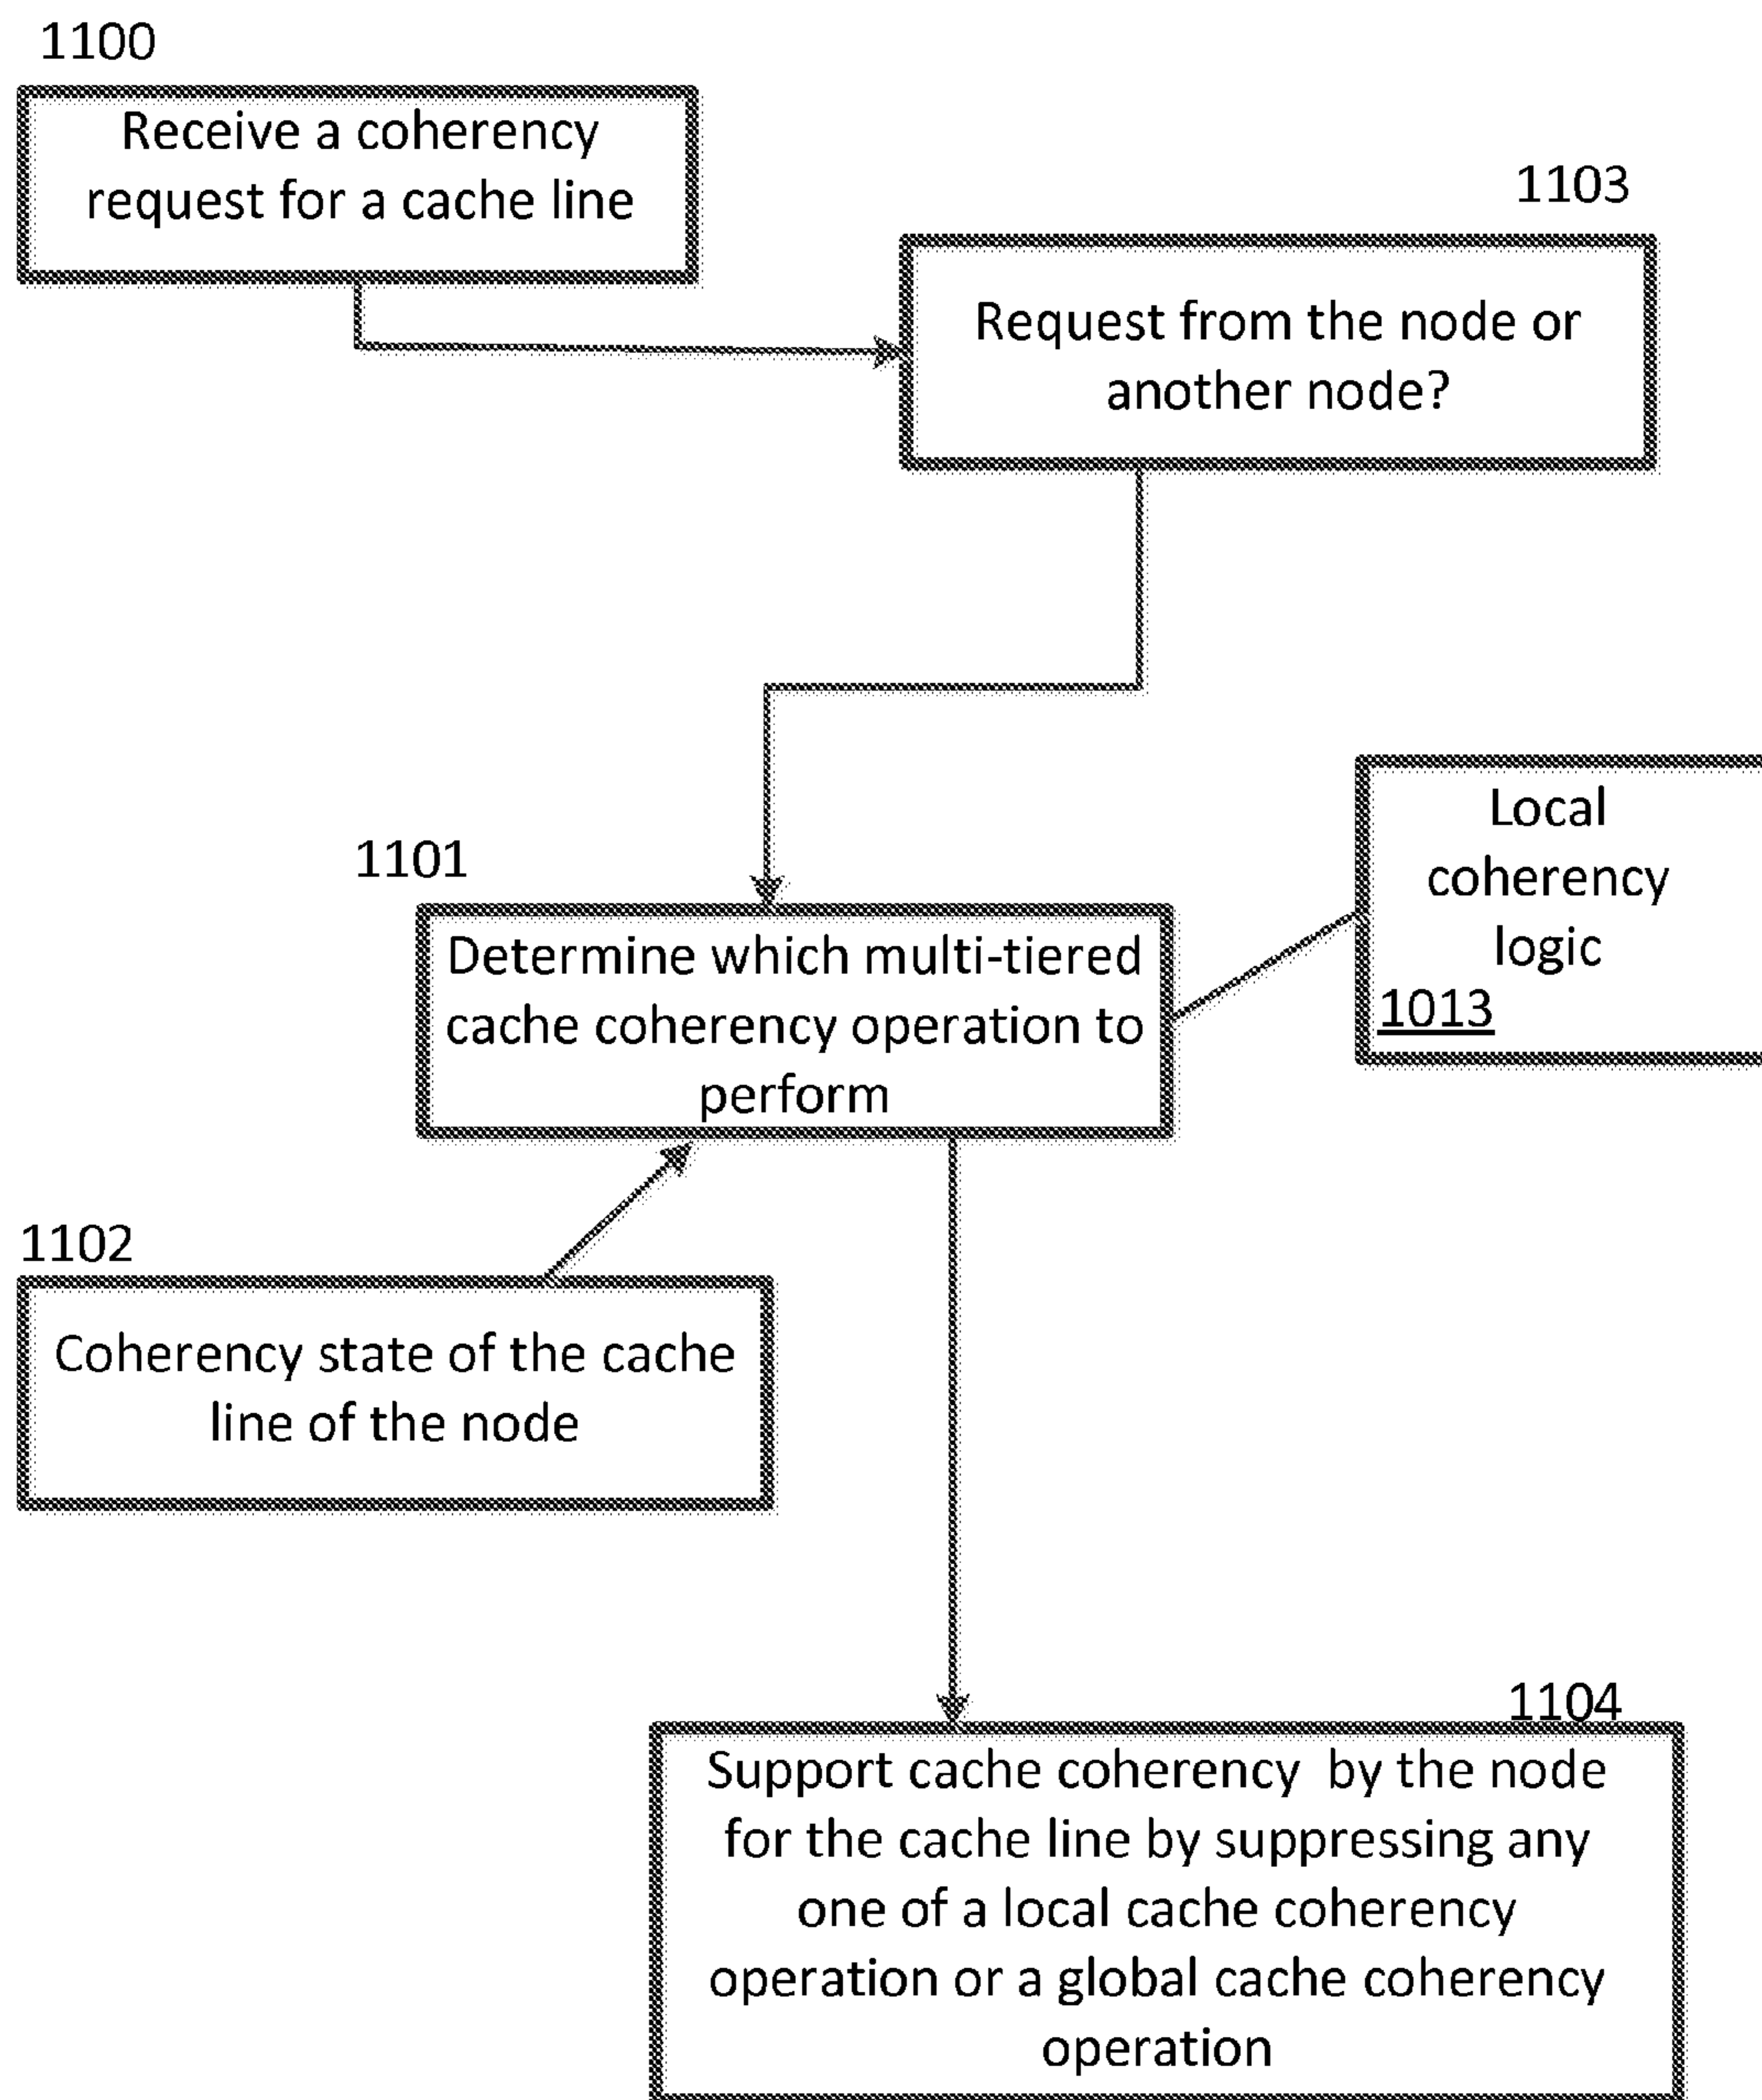 1100
Receive a coherency
request for a cache line
1103
Request from the node or
another node?
1101
Determine which multi-tiered
cache coherency operation to
perform
Local
coherency
logic
1013
1102
Coherency state of the cache
line of the node
1104
Support cache coherency by the node
for the cache line by suppressing any
one of a local cache coherency
operation or a global cache coherency
operation